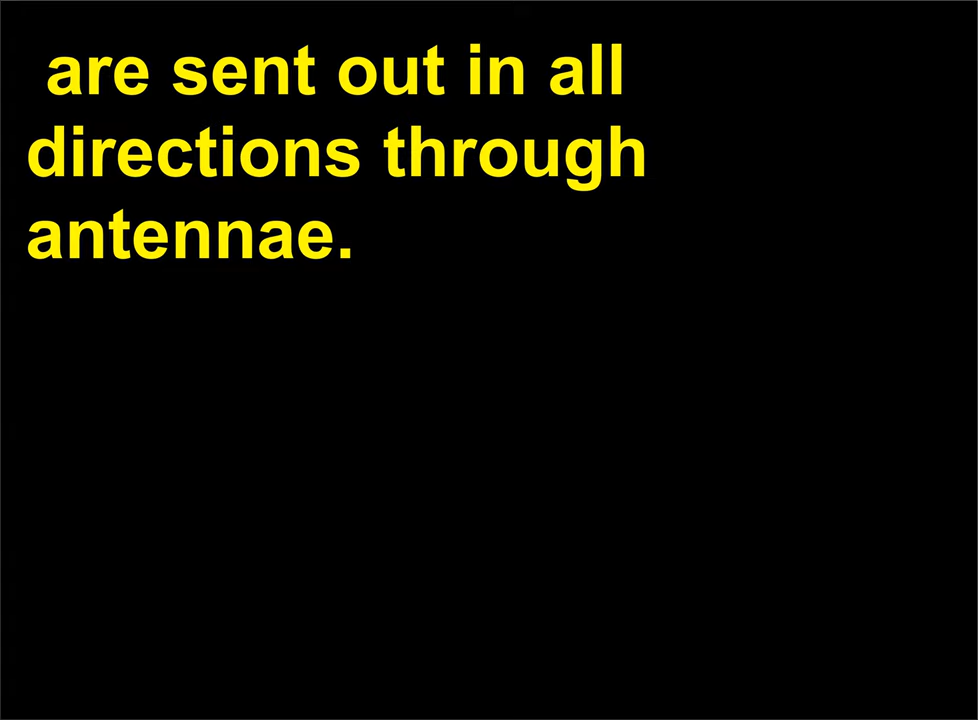 are sent out in all
directions through
antennae.